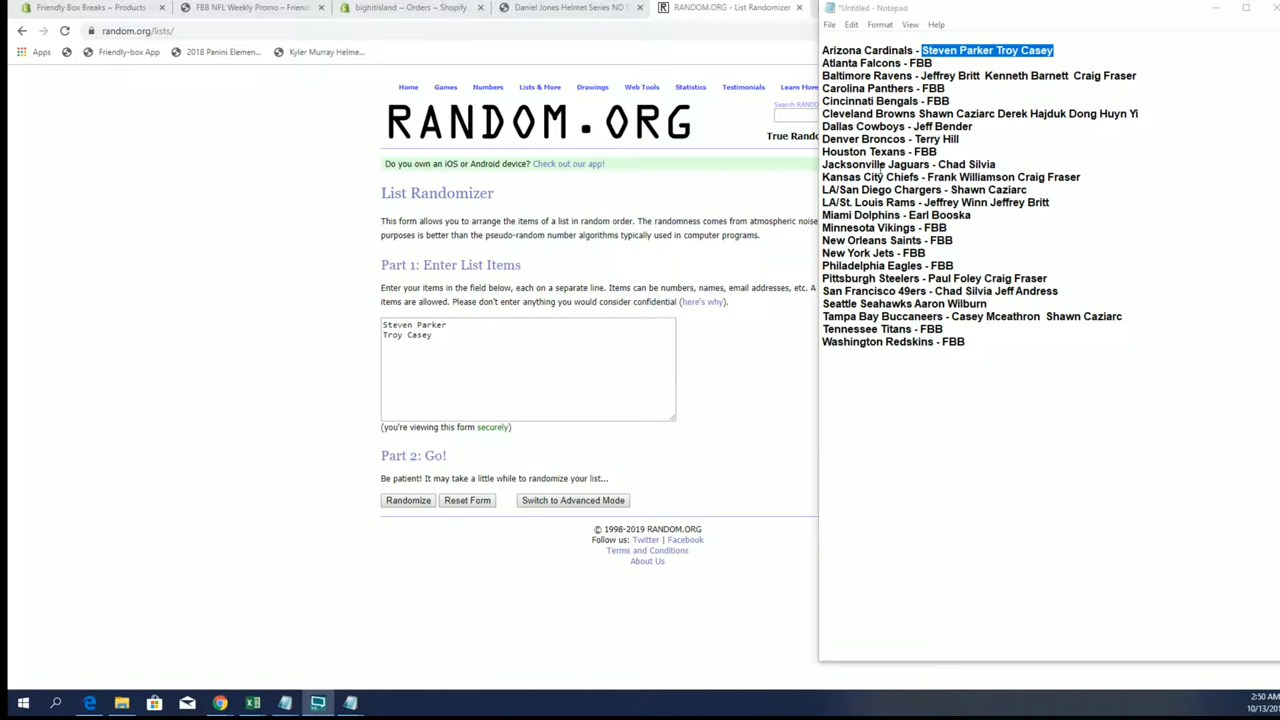 Friendly Box Breaks ~ Products
FBB NFL Weekly Promo – Friend
bighitisland ~ Orders ~ Shopify
Daniel Jones Helmet Series NO
RANDOM.ORG - List Randomizer
random.org/lists/
Apps
Friendly-box App
2018 Panini Elemen...
Kyler Murray Helme...
Home Games Numbers Lists & More Drawings Web Tools Statistics Testimonials Learn More
RANDOM.ORG
Search RANDO
True Rando
Do you own an iOS or Android device? Check out our app!
List Randomizer
This form allows you to arrange the items of a list in random order. The randomness comes from atmospheric noise
purposes is better than the pseudo-random number algorithms typically used in computer programs.
Part 1: Enter List Items
Enter your items in the field below, each on a separate line. Items can be numbers, names, email addresses, etc. A
items are allowed. Please don't enter anything you would consider confidential (here's why).
Steven Parker
Troy Casey
(you're viewing this form securely)
Part 2: Go!
Be patient! It may take a little while to randomize your list...
Randomize Reset Form Switch to Advanced Mode
© 1998-2019 RANDOM.ORG
Follow us: Twitter | Facebook
Terms and Conditions
About Us
*Untitled - Notepad
File Edit Format View Help
Arizona Cardinals - Steven Parker Troy Casey
Atlanta Falcons - FBB
Baltimore Ravens - Jeffrey Britt Kenneth Barnett Craig Fraser
Carolina Panthers - FBB
Cincinnati Bengals - FBB
Cleveland Browns Shawn Caziarc Derek Hajduk Dong Huyn Yi
Dallas Cowboys - Jeff Bender
Denver Broncos - Terry Hill
Houston Texans - FBB
Jacksonville Jaguars - Chad Silvia
Kansas City Chiefs - Frank Williamson Craig Fraser
LA/San Diego Chargers - Shawn Caziarc
LA/St. Louis Rams - Jeffrey Winn Jeffrey Britt
Miami Dolphins - Earl Booska
Minnesota Vikings - FBB
New Orleans Saints - FBB
New York Jets - FBB
Philadelphia Eagles - FBB
Pittsburgh Steelers - Paul Foley Craig Fraser
San Francisco 49ers - Chad Silvia Jeff Andress
Seattle Seahawks Aaron Wilburn
Tampa Bay Buccaneers - Casey Mceathron Shawn Caziarc
Tennessee Titans - FBB
Washington Redskins - FBB
2:50 AM
10/13/201